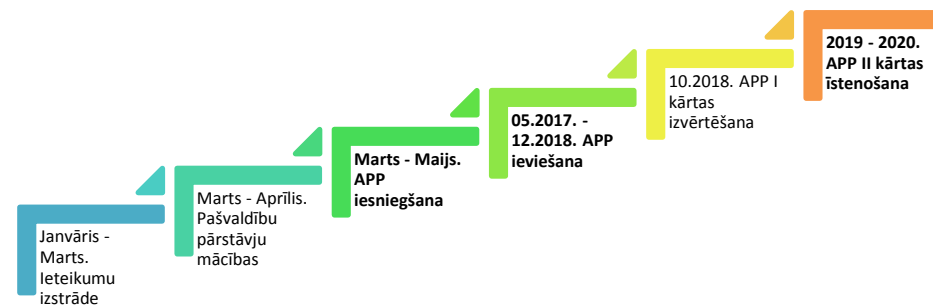 Janvāris -
Marts.
Ieteikumu
izstrāde
Marts - Aprīlis.
Pašvaldību
pārstāvju
mācības
Marts - Maijs.
APP
iesniegšana
05.2017. -
12.2018. APP
ieviešana
10.2018. APP I
kārtas
izvērtēšana
2019 - 2020.
APP II kārtas
īstenošana